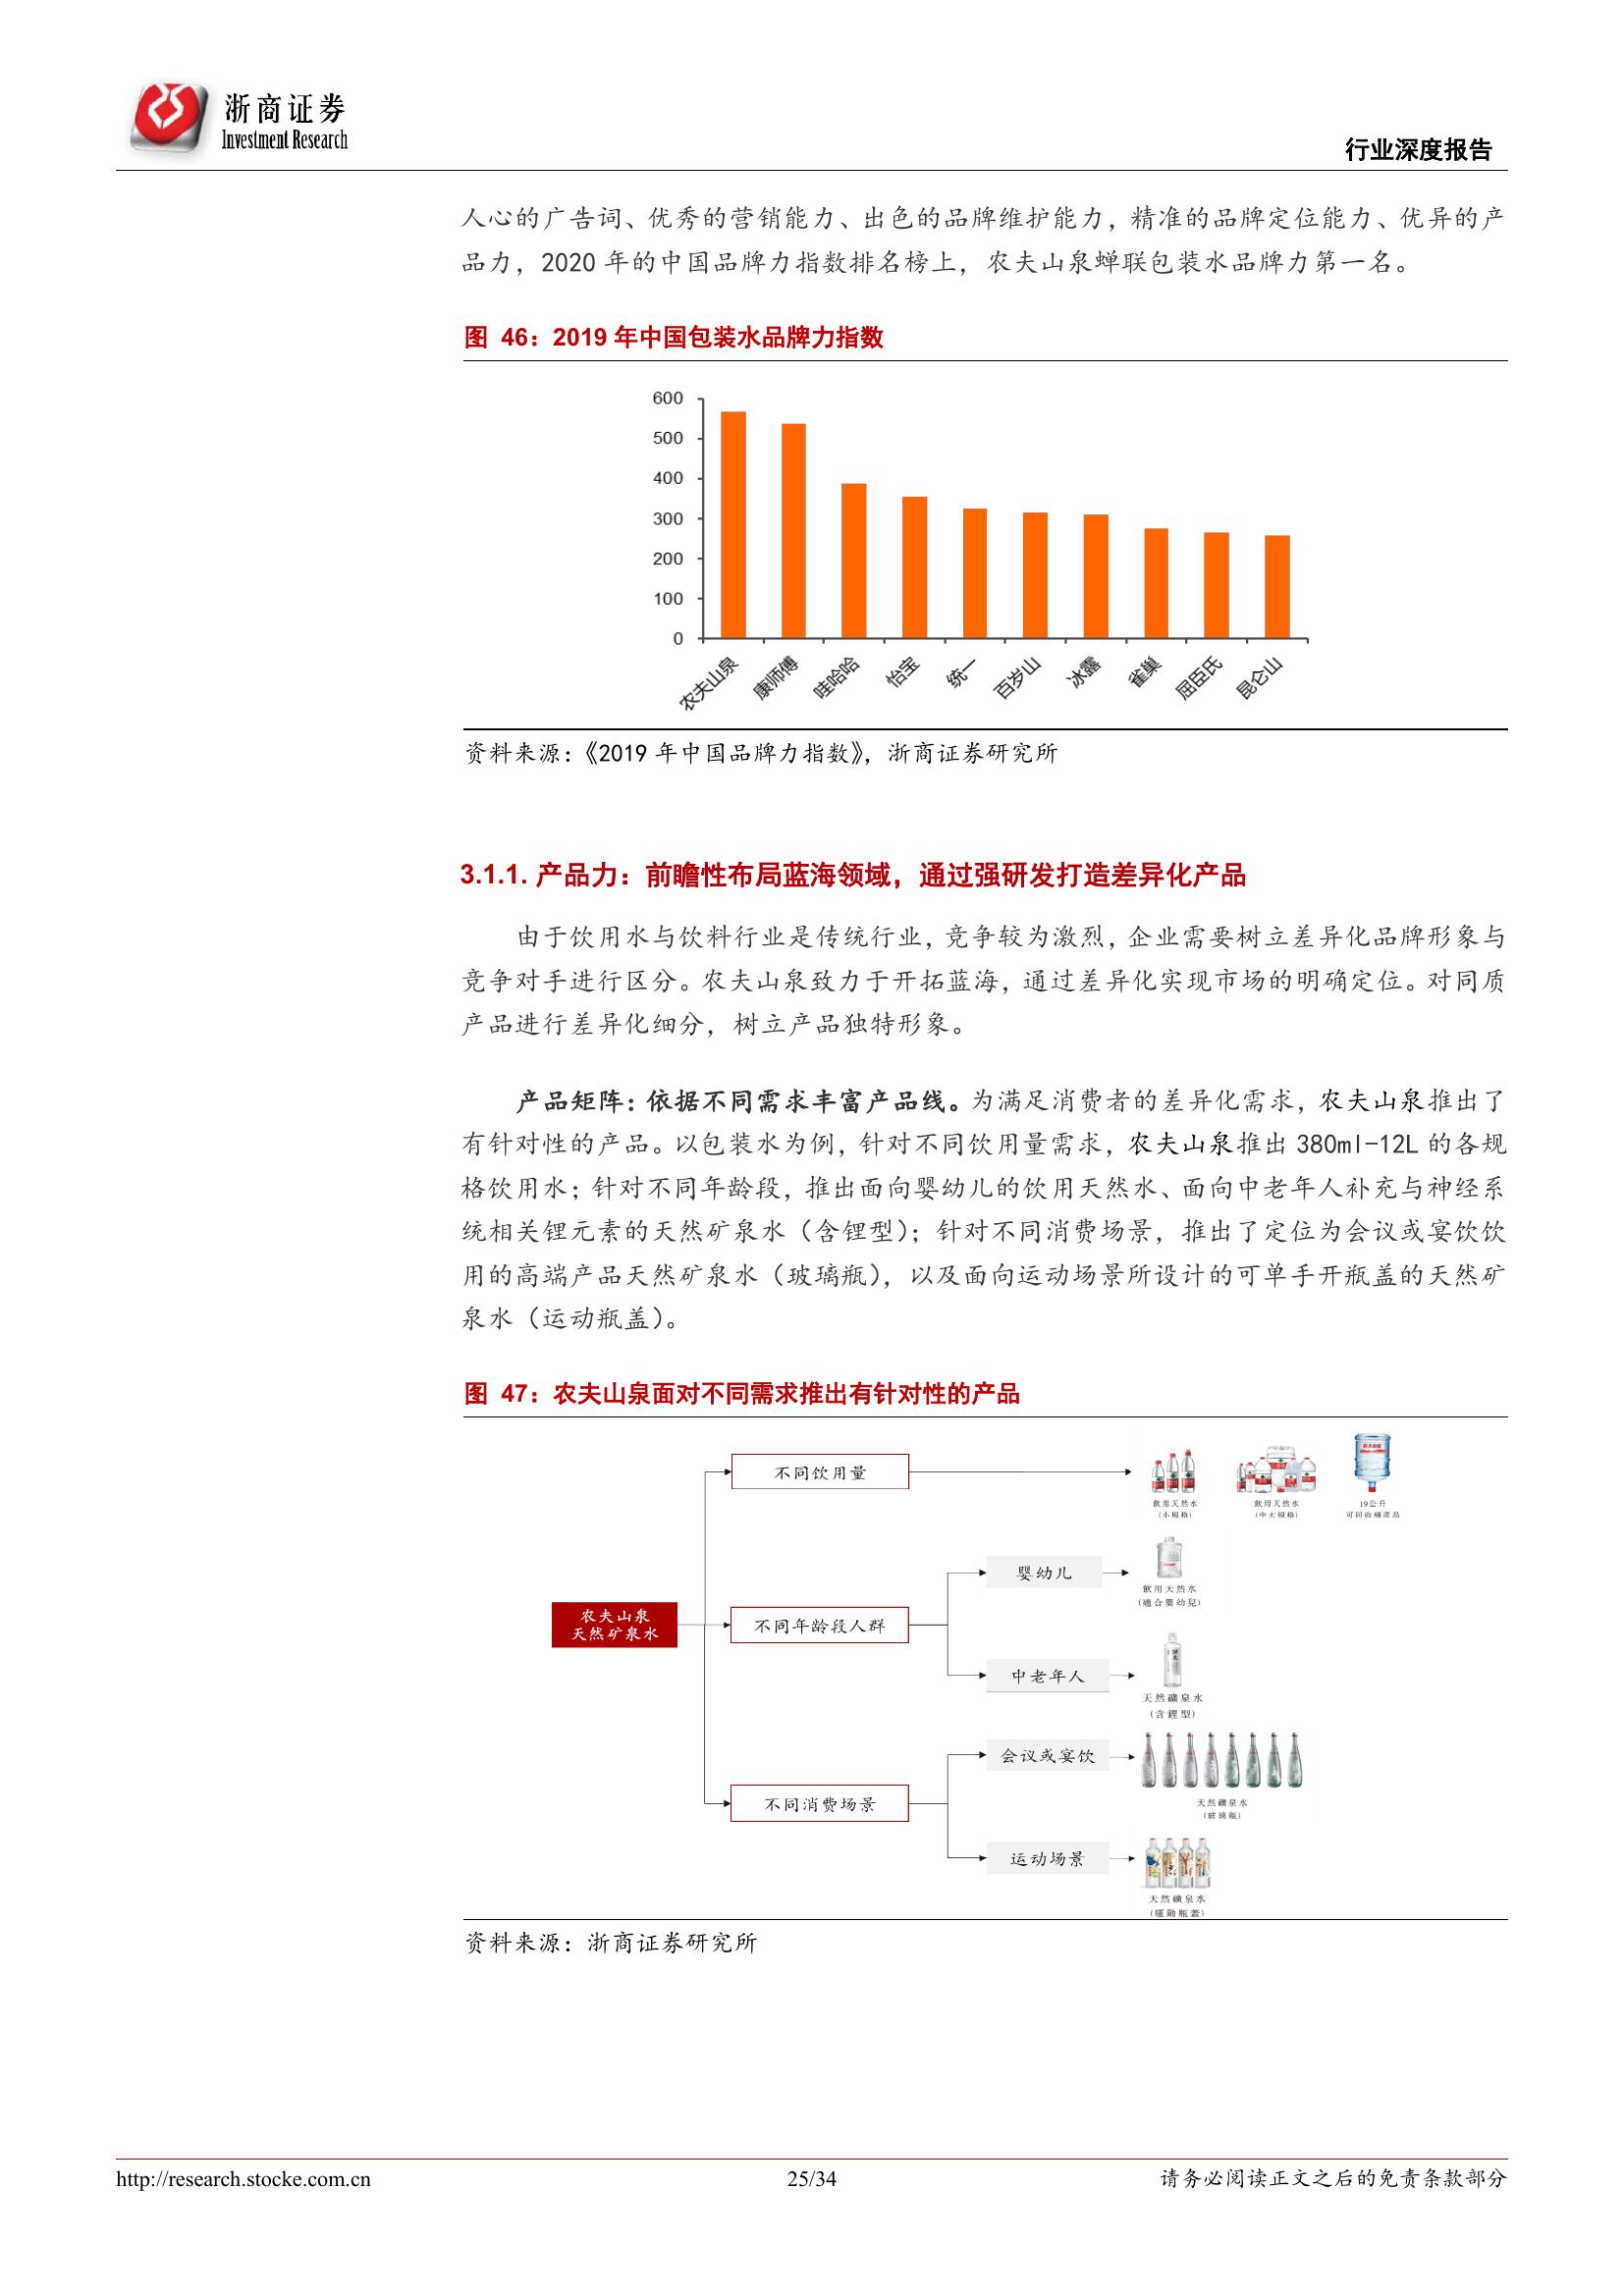 浙商证券
Investment Research
行业深度报告
人心的广告词、优秀的营销能力、出色的品牌维护能力，精准的品牌定位能力、优异的产
品力，2020 年的中国品牌力指数排名榜上，农夫山泉蝉联包装水品牌力第一名。
图 46：2019 年中国包装水品牌力指数
600
500
400
300
200
100
0
农夫山泉
康师傅
哇哈哈
怡宝
统一
百岁山
冰露
雀巢
屈臣氏
昆仑山
资料来源：《2019 年中国品牌力指数》，浙商证券研究所
3.1.1. 产品力：前瞻性布局蓝海领域，通过强研发打造差异化产品
由于饮用水与饮料行业是传统行业，竞争较为激烈，企业需要树立差异化品牌形象与
竞争对手进行区分。农夫山泉致力于开拓蓝海，通过差异化实现市场的明确定位。对同质
产品进行差异化细分，树立产品独特形象。
产品矩阵：依据不同需求丰富产品线。为满足消费者的差异化需求，农夫山泉推出了
有针对性的产品。以包装水为例，针对不同饮用量需求，农夫山泉推出 380ml-12L 的各规
格饮用水；针对不同年龄段，推出面向婴幼儿的饮用天然水、面向中老年人补充与神经系
统相关锂元素的天然矿泉水（含锂型）；针对不同消费场景，推出了定位为会议或宴饮饮
用的高端产品天然矿泉水（玻璃瓶），以及面向运动场景所设计的可单手开瓶盖的天然矿
泉水（运动瓶盖）。
图 47：农夫山泉面对不同需求推出有针对性的产品
不同饮用量
飲用天然水
(小規格)
飲用天然水
(中大規格)
19公升
可回收桶產品
婴幼儿
飲用天然水
(適合嬰幼兒)
农夫山泉
天然矿泉水
不同年龄段人群
中老年人
天然礦泉水
(含鋰型)
会议或宴饮
天然礦泉水
(玻璃瓶)
不同消费场景
运动场景
天然礦泉水
(運動瓶蓋)
资料来源：浙商证券研究所
http://research.stocke.com.cn
25/34
请务必阅读正文之后的免责条款部分